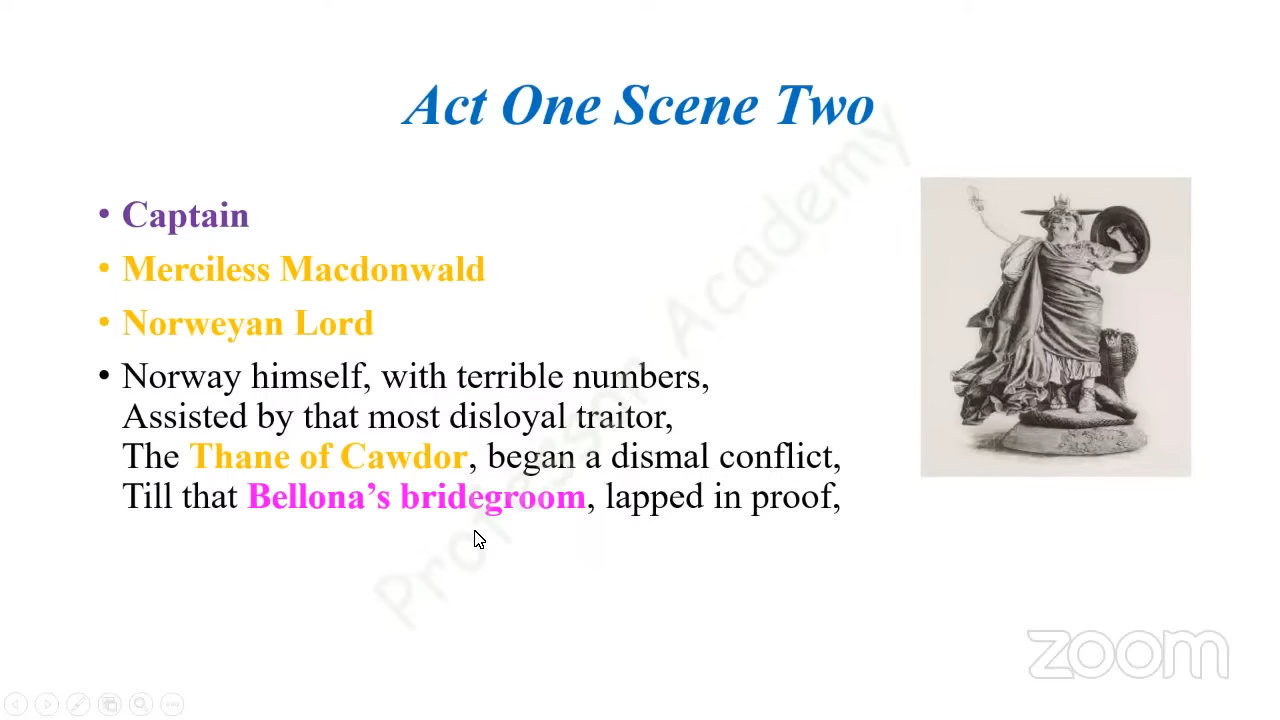 Act One Scene Two
• Captain
• Merciless Macdonwald
• Norweyan Lord
• Norway himself, with terrible numbers,
Assisted by that most disloyal traitor,
The Thane of Cawdor, began a dismal conflict,
Till that Bellona’s bridegroom, lapped in proof,
Professor Academy
zoom